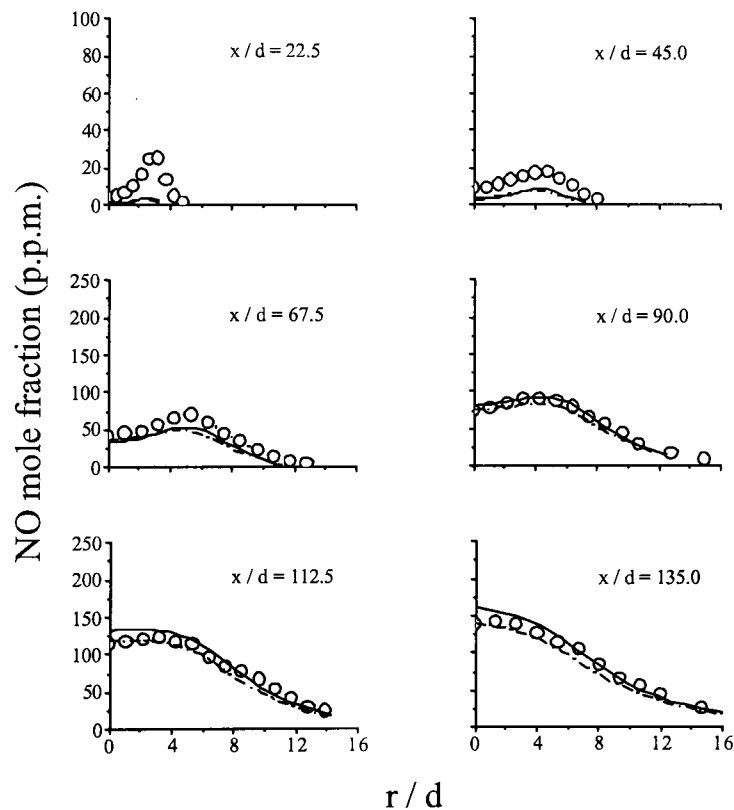 100
80
60
40
20
0
x / d = 22.5
x / d = 45.0
NO mole fraction (p.p.m.)
250
200
150
100
50
0
x / d = 67.5
x / d = 90.0
250
200
150
100
50
0
x / d = 112.5
x / d = 135.0
0 4 8 12 16
0 4 8 12 16
r / d